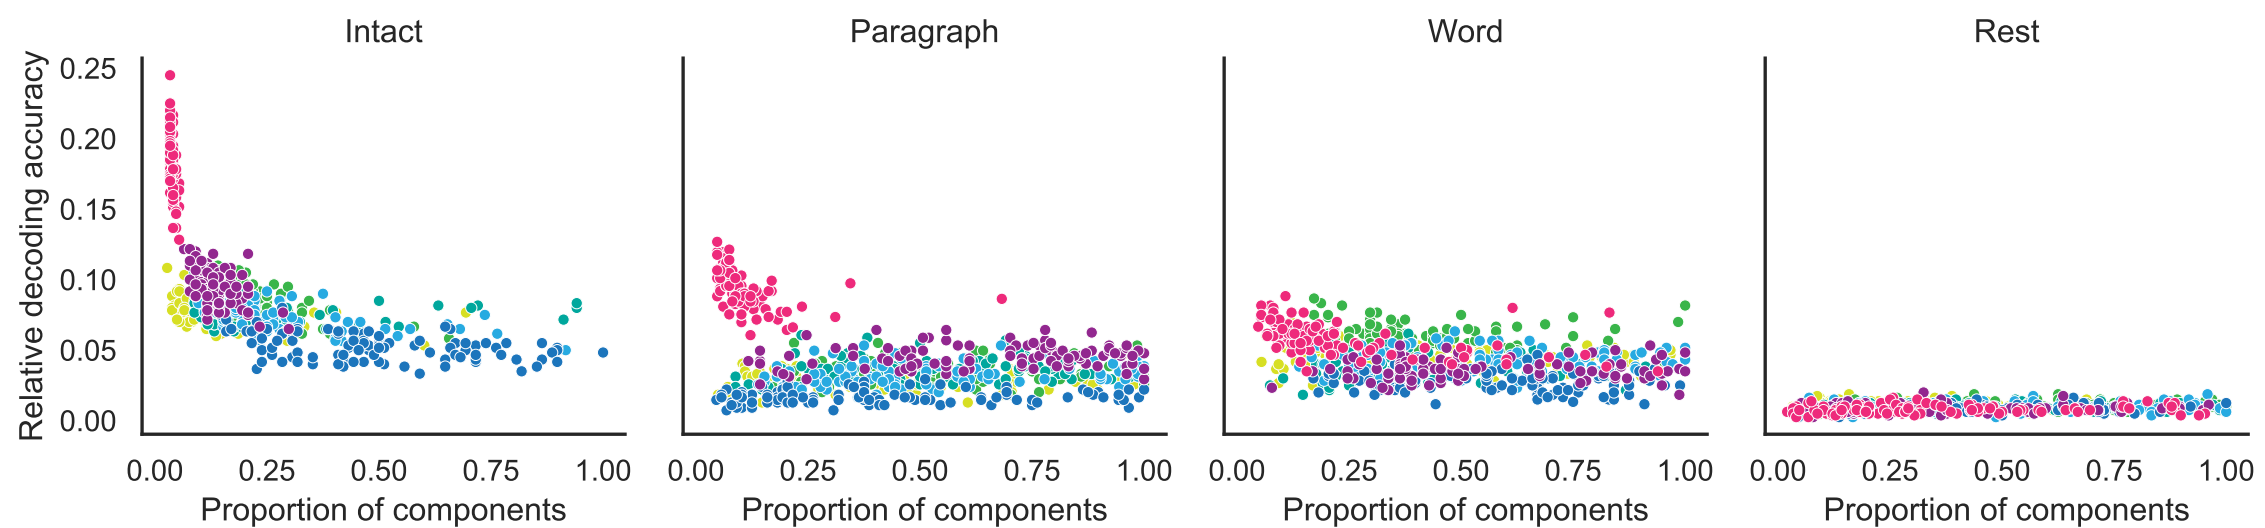 Intact
Paragraph
Word
Rest
Relative decoding accuracy
0.25
0.20
0.15
0.10
0.05
0.00
0.00 0.25 0.50 0.75 1.00
0.00 0.25 0.50 0.75 1.00
0.00 0.25 0.50 0.75 1.00
0.00 0.25 0.50 0.75 1.00
Proportion of components
Proportion of components
Proportion of components
Proportion of components